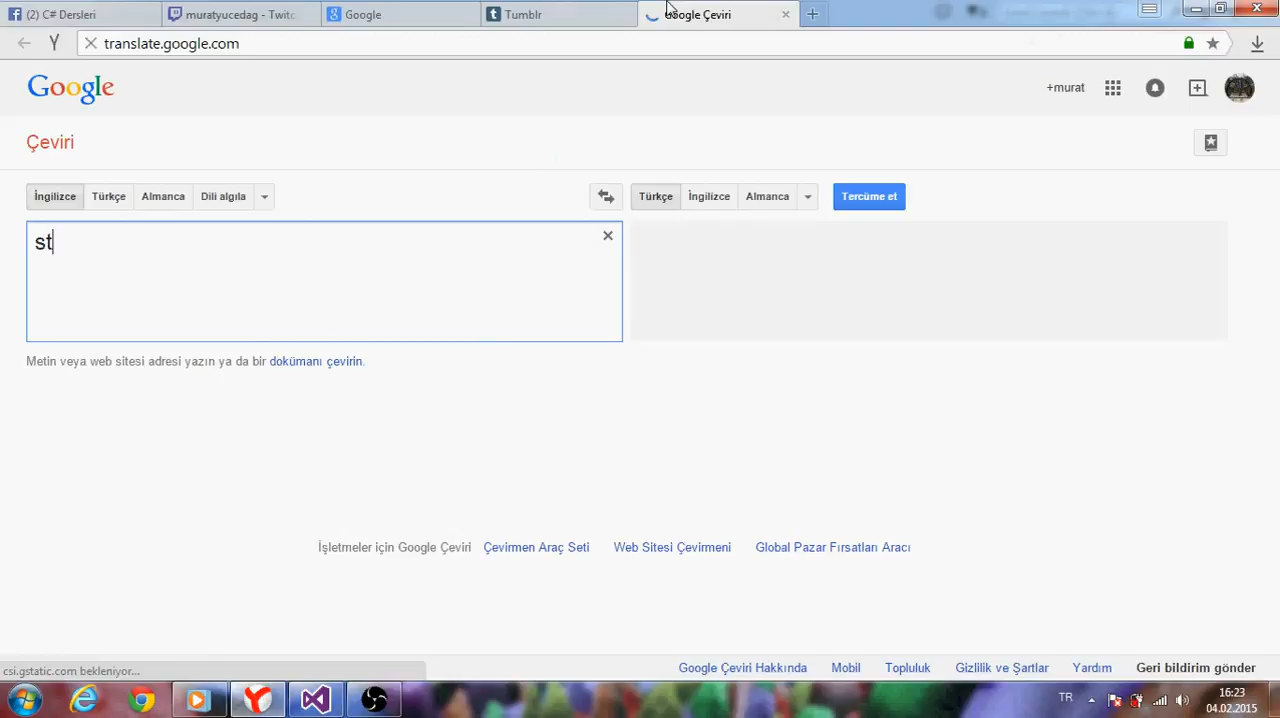 (2) C# Dersleri
muratyucedag - Twitc
Google
Tumblr
Google Çeviri
translate.google.com
Google
+murat
Çeviri
İngilizce Türkçe Almanca Dili algıla
Türkçe İngilizce Almanca Tercüme et
st
Metin veya web sitesi adresi yazın ya da bir dokümanı çevirin.
İşletmeler için Google Çeviri Çevirmen Araç Seti Web Sitesi Çevirmeni Global Pazar Fırsatları Aracı
csi.gstatic.com bekleniyor...
Google Çeviri Hakkında Mobil Topluluk Gizlilik ve Şartlar Yardım Geri bildirim gönder
TR
16:23
04.02.2015